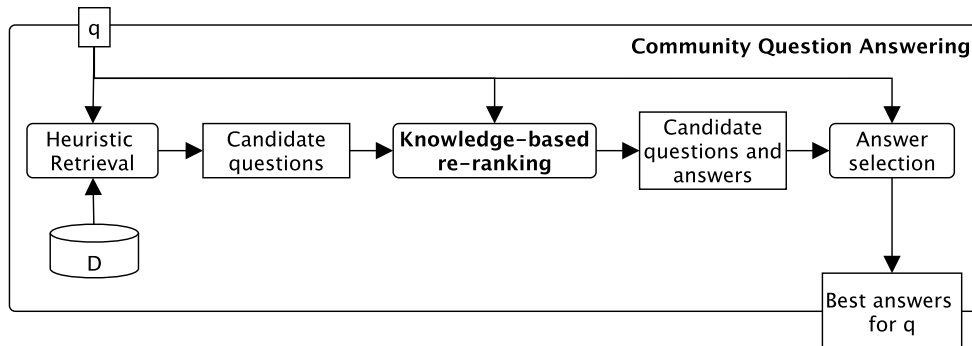 q
Community Question Answering
Heuristic
Retrieval
Candidate
questions
Knowledge-based
re-ranking
Candidate
questions and
answers
Answer
selection
D
Best answers
for q